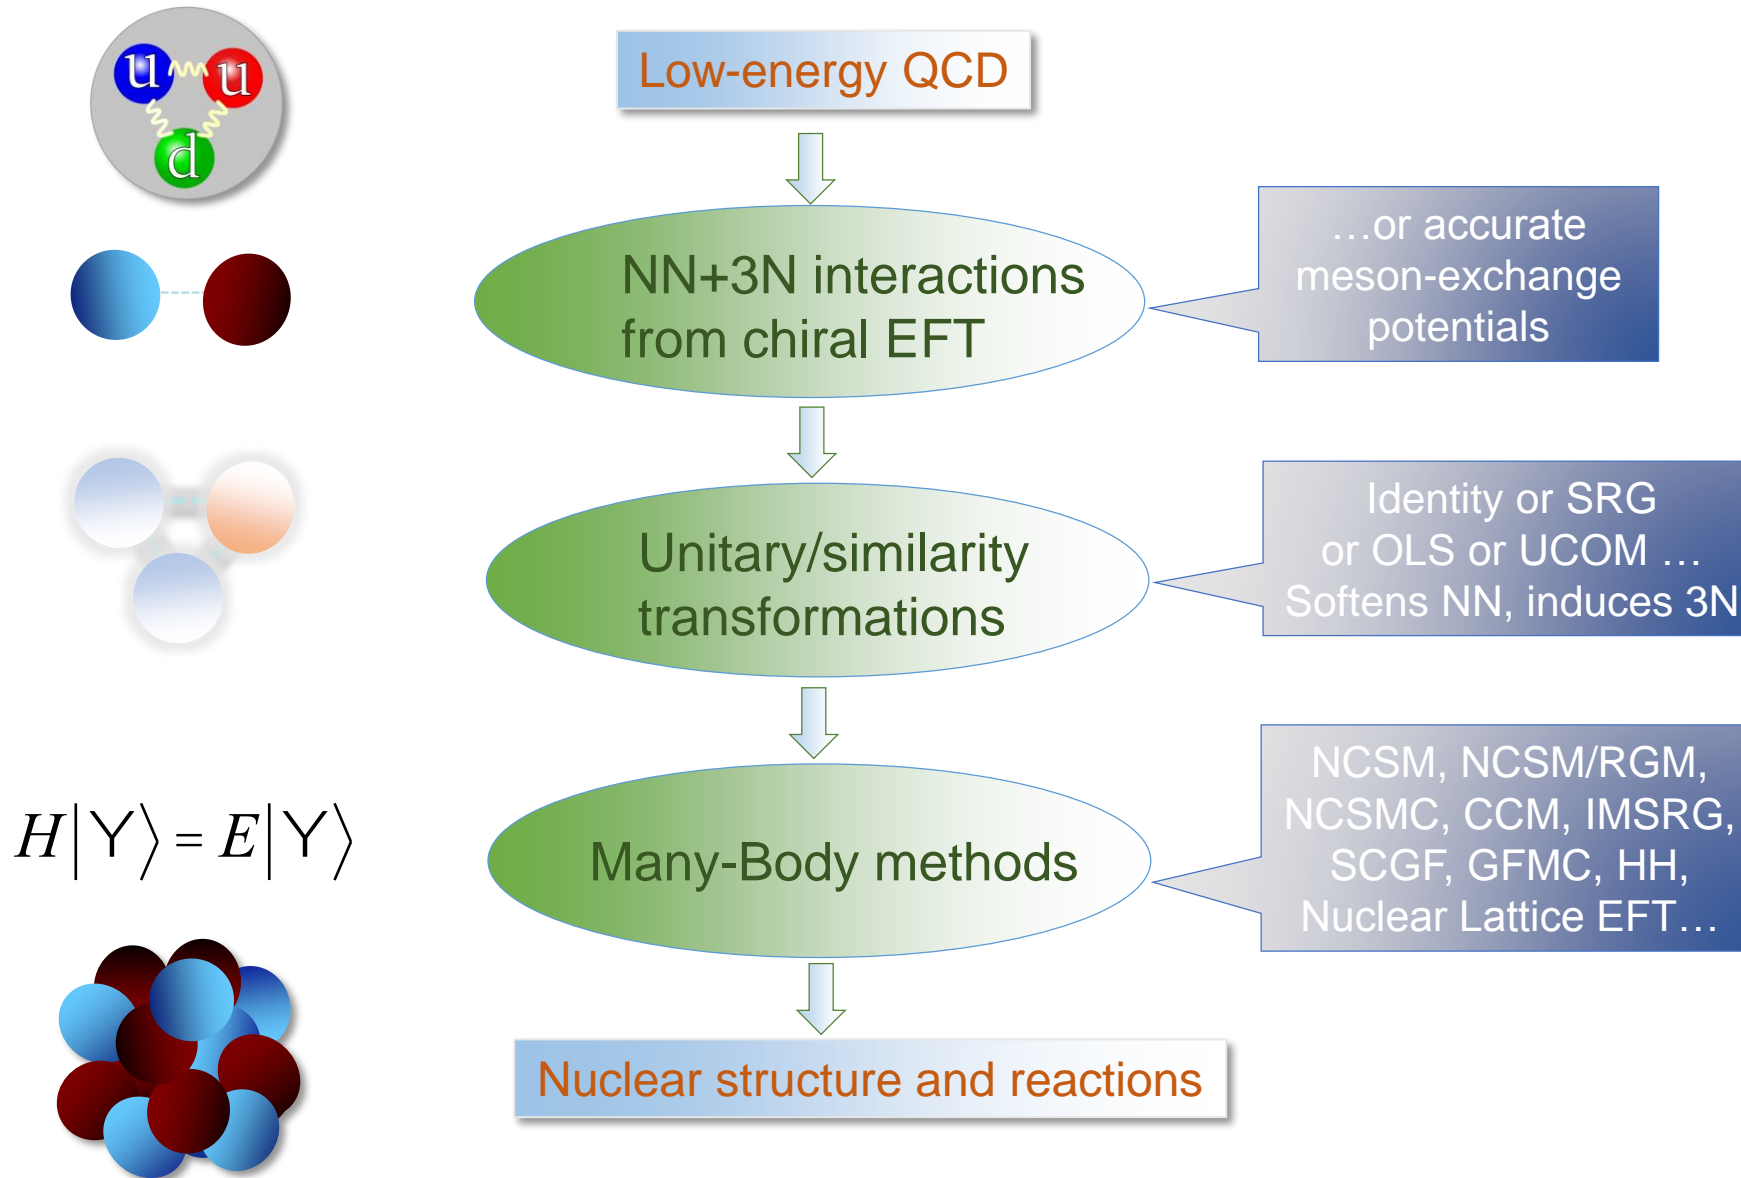 u u
d
Low-energy QCD
NN+3N interactions
from chiral EFT
…or accurate
meson-exchange
potentials
Unitary/similarity
transformations
Identity or SRG
or OLS or UCOM …
Softens NN, induces 3N
H|Y⟩ = E|Y⟩
Many-Body methods
NCSM, NCSM/RGM,
NCSMC, CCM, IMSRG,
SCGF, GFMC, HH,
Nuclear Lattice EFT…
Nuclear structure and reactions